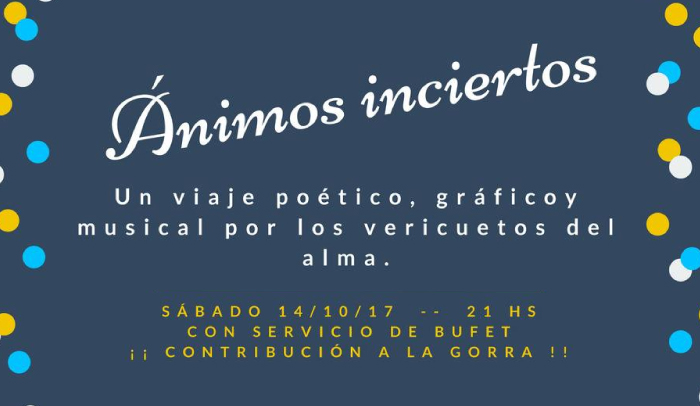 Ánimos inciertos
Un viaje poético, gráficoy
musical por los vericuetos del
alma.
SÁBADO 14/10/17 -- 21 HS
CON SERVICIO DE BUFET
¡¡ CONTRIBUCIÓN A LA GORRA !!